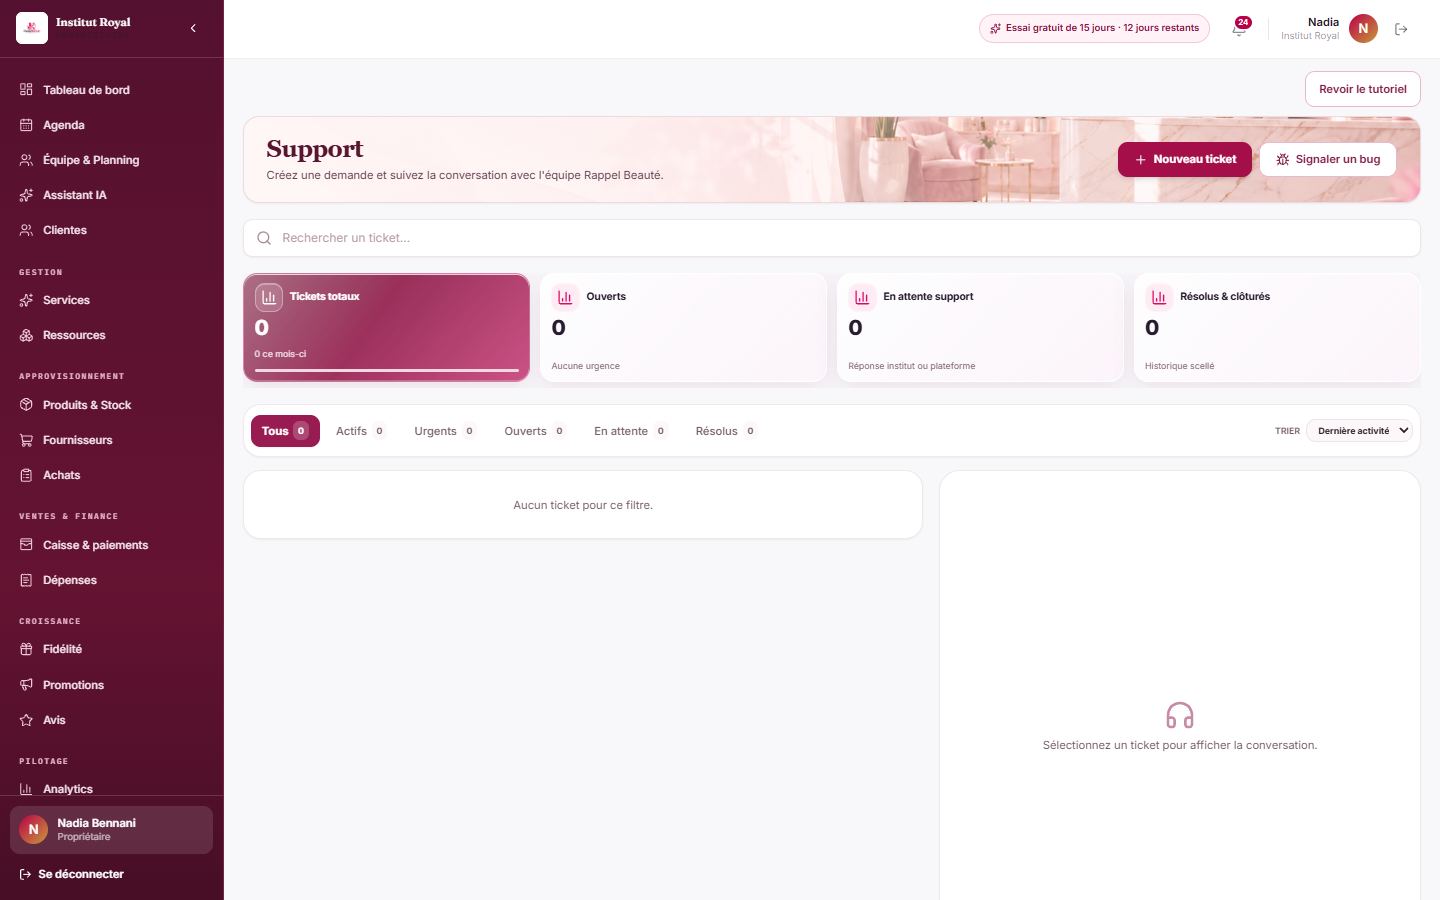 Institut Royal
Essai gratuit de 15 jours · 12 jours restants
24
Nadia
Institut Royal
N
Tableau de bord
Agenda
Équipe & Planning
Assistant IA
Clientes
GESTION
Services
Ressources
APPROVISIONNEMENT
Produits & Stock
Fournisseurs
Achats
VENTES & FINANCE
Caisse & paiements
Dépenses
CROISSANCE
Fidélité
Promotions
Avis
PILOTAGE
Analytics
N
Nadia Bennani
Propriétaire
Se déconnecter
Revoir le tutoriel
Support
Créez une demande et suivez la conversation avec l'équipe Rappel Beauté.
Nouveau ticket
Signaler un bug
Rechercher un ticket...
Tickets totaux
0
0 ce mois-ci
Ouverts
0
Aucune urgence
En attente support
0
Réponse institut ou plateforme
Résolus & clôturés
0
Historique scellé
Tous 0
Actifs 0
Urgents 0
Ouverts 0
En attente 0
Résolus 0
TRIER
Dernière activité
Aucun ticket pour ce filtre.
Sélectionnez un ticket pour afficher la conversation.